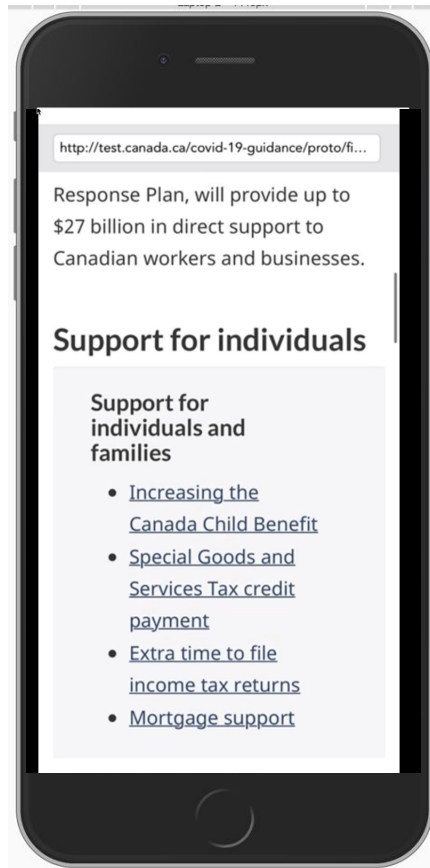 http://test.canada.ca/covid-19-guidance/proto/fi...
Response Plan, will provide up to
$27 billion in direct support to
Canadian workers and businesses.
Support for individuals
Support for
individuals and
families
• Increasing the
Canada Child Benefit
• Special Goods and
Services Tax credit
payment
• Extra time to file
income tax returns
• Mortgage support